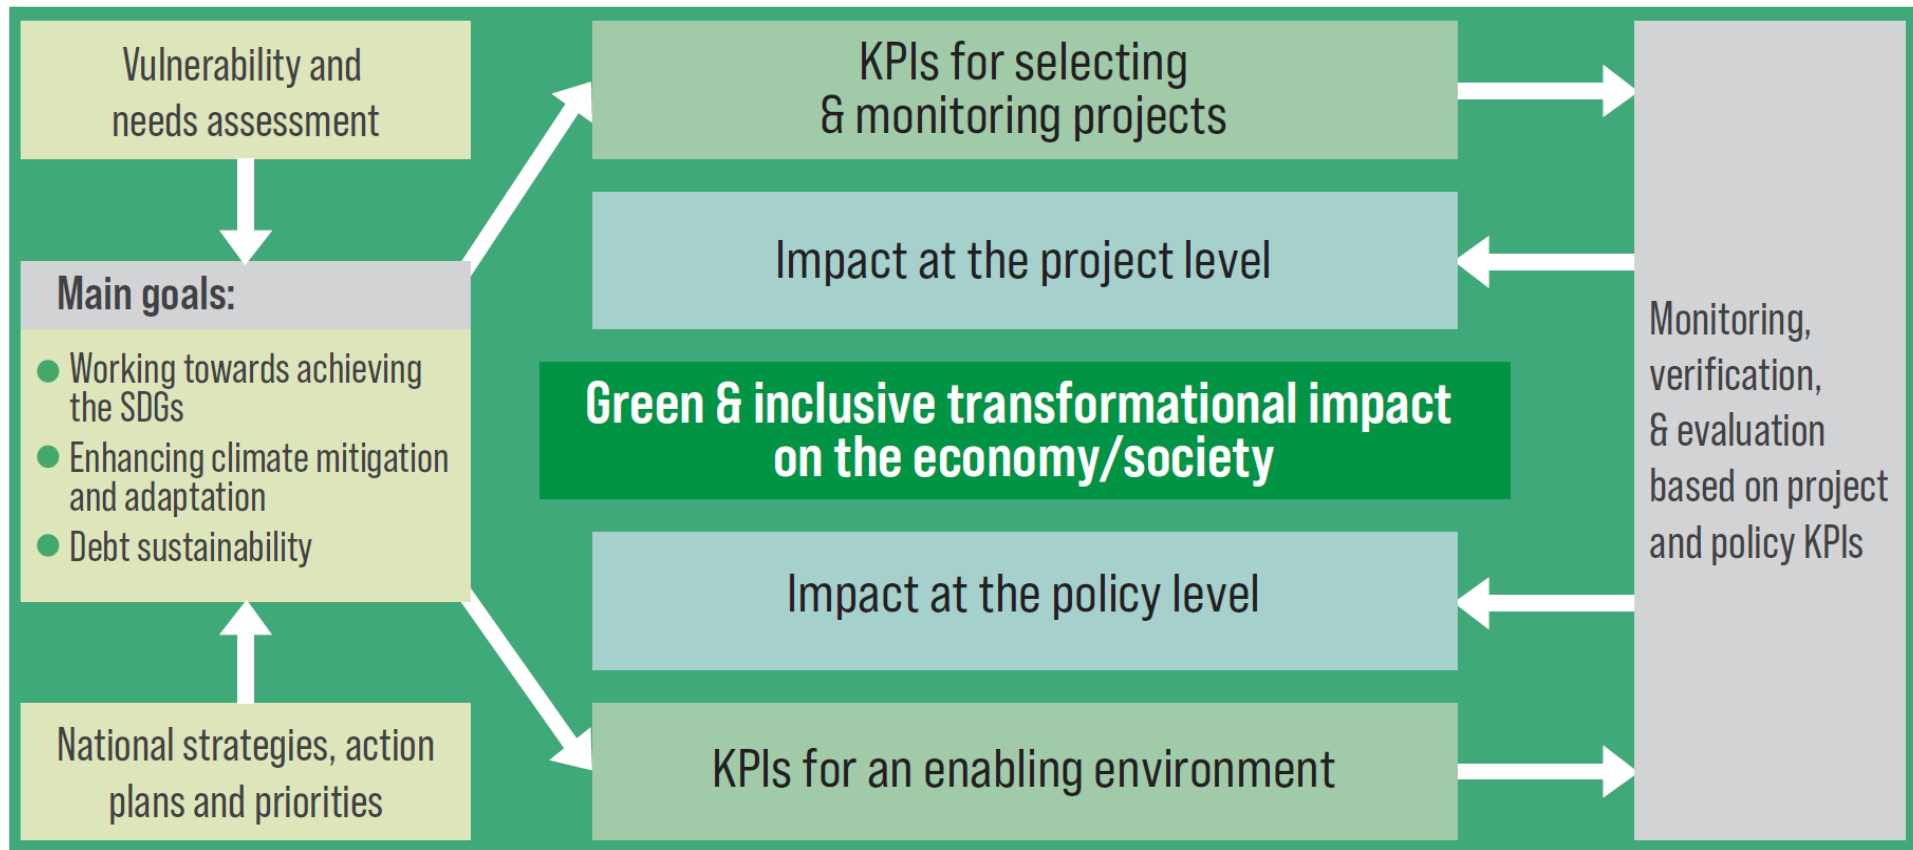 Vulnerability and
needs assessment
Main goals:
Working towards achieving
the SDGs
Enhancing climate mitigation
and adaptation
Debt sustainability
National strategies, action
plans and priorities
KPIs for selecting
& monitoring projects
Impact at the project level
Green & inclusive transformational impact
on the economy/society
Impact at the policy level
KPIs for an enabling environment
Monitoring,
verification,
& evaluation
based on project
and policy KPIs